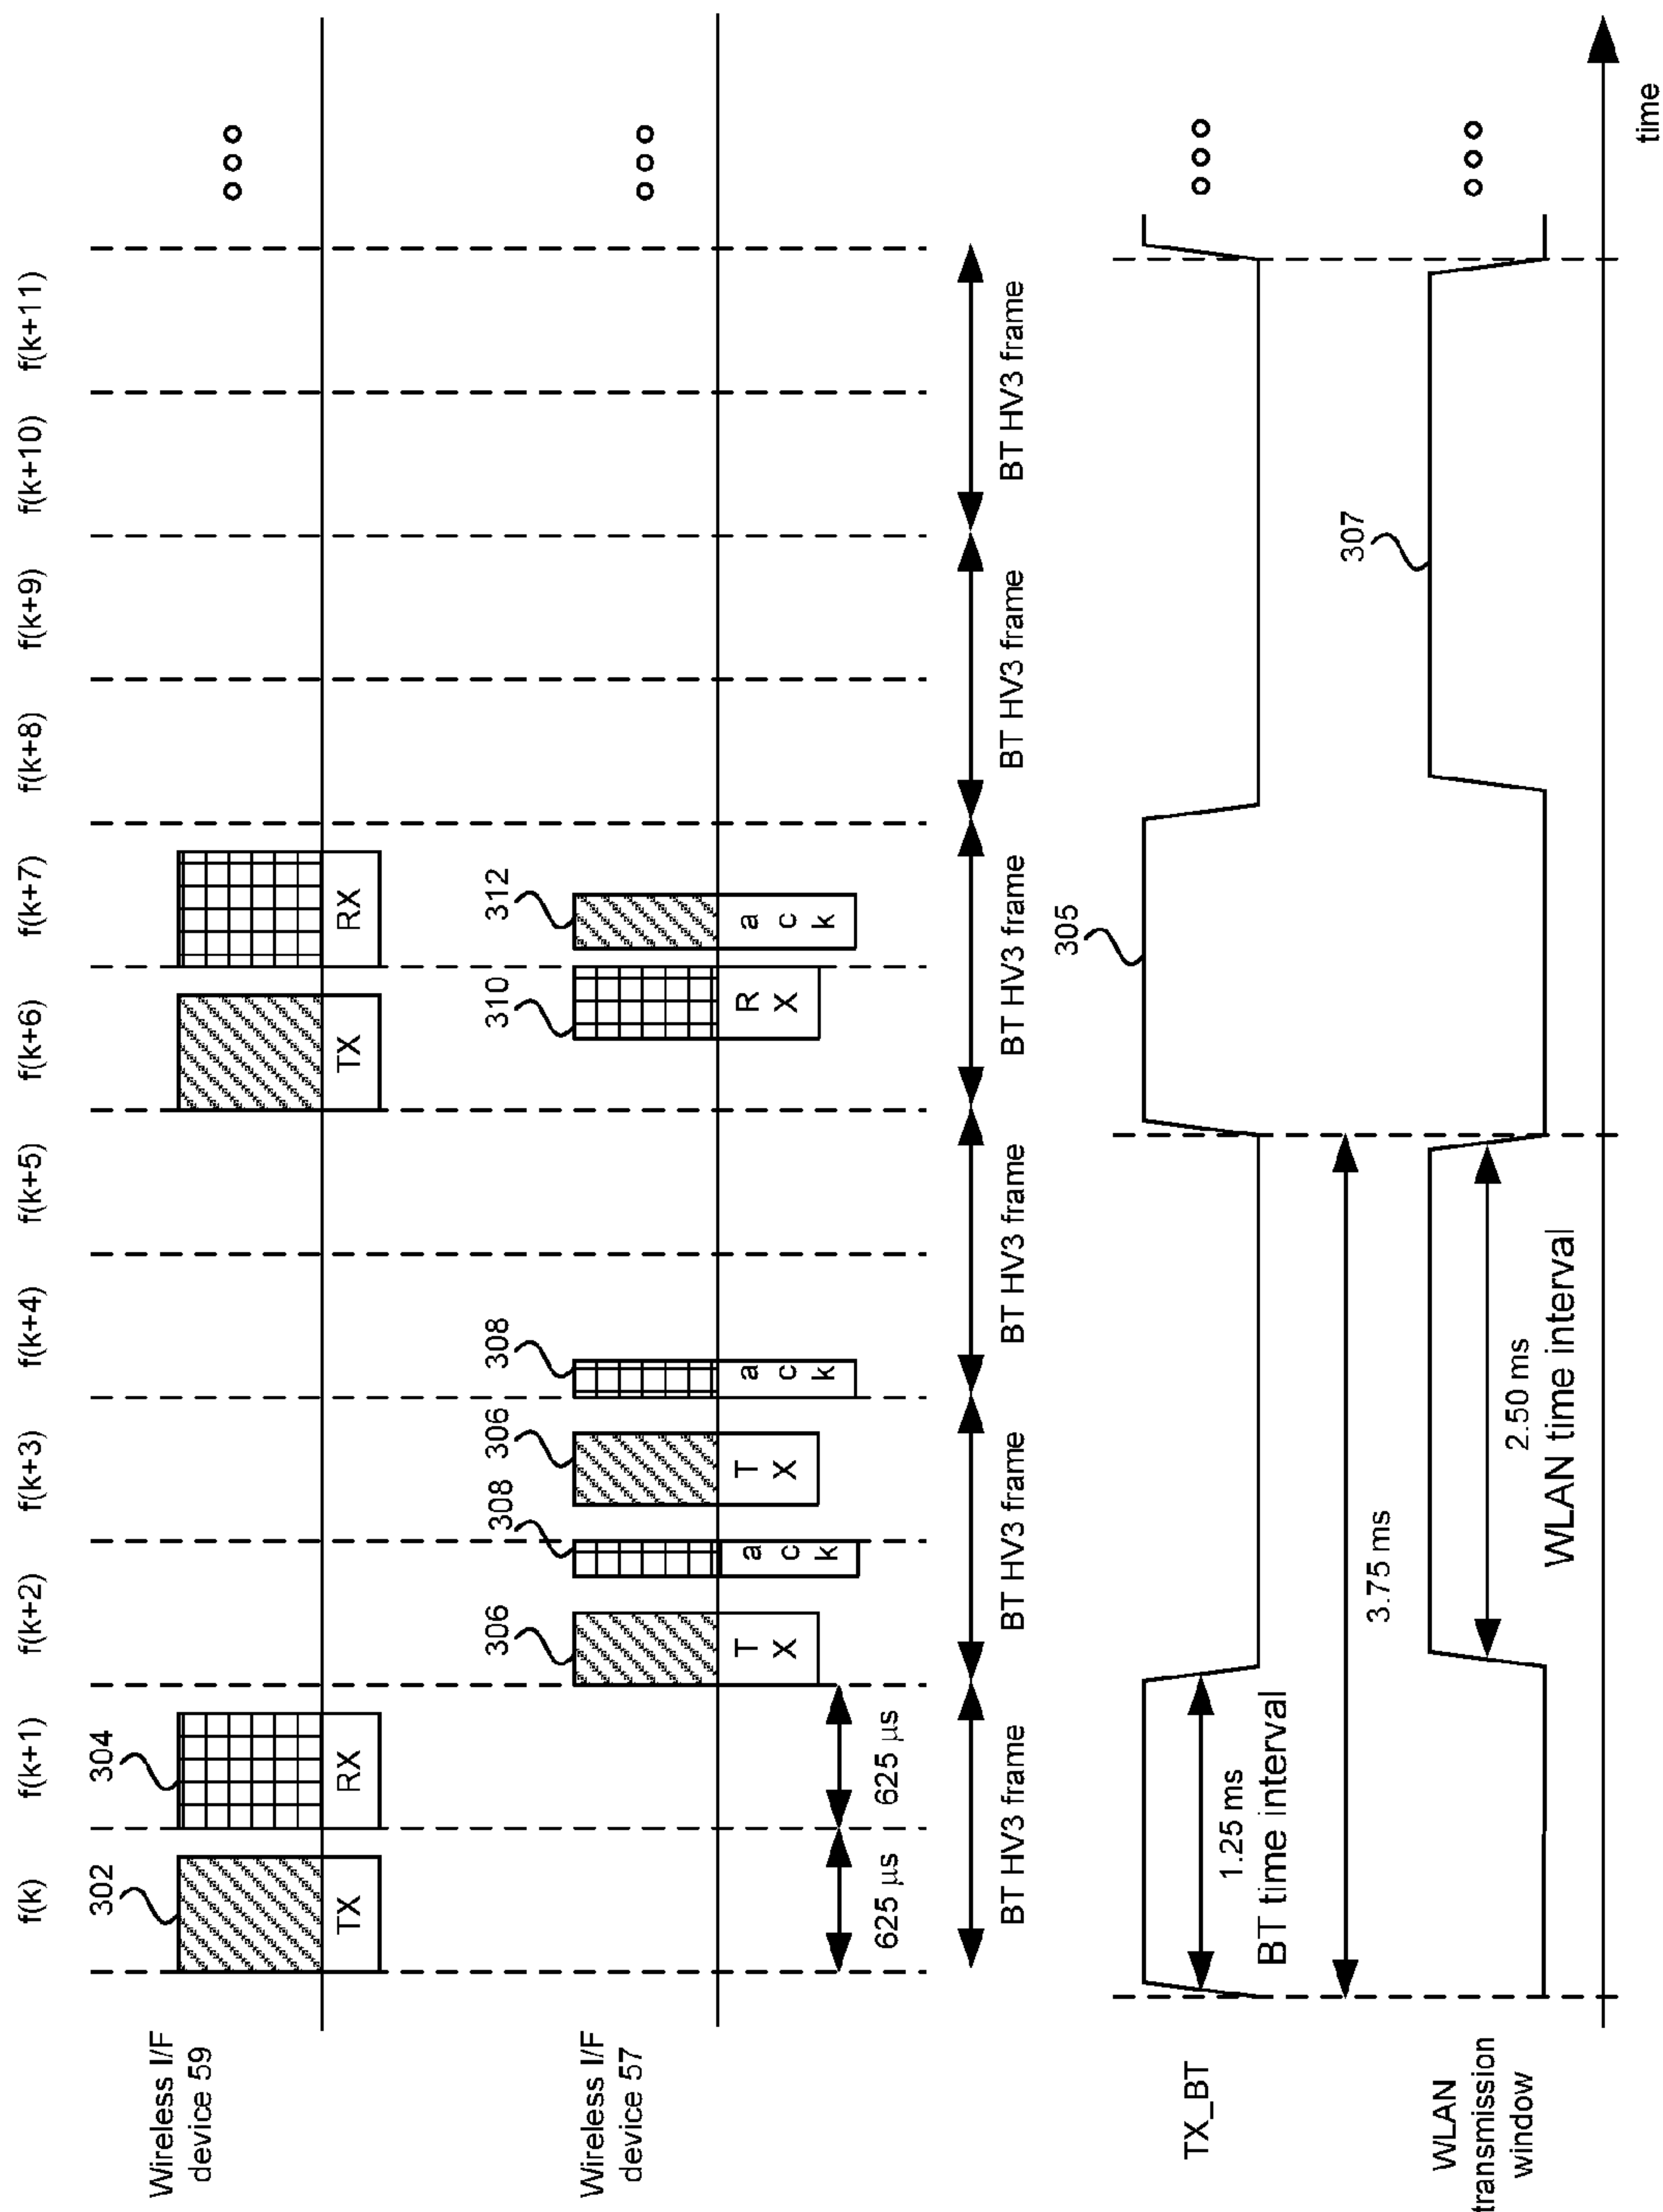 f(k) f(k+1) f(k+2) f(k+3) f(k+4) f(k+5) f(k+6) f(k+7) f(k+8) f(k+9) f(k+10) f(k+11)
302 304
Wireless I/F
device 59
TX RX TX RX
306 308 306 308 310 312
Wireless I/F
device 57
TX ack TX ack RX ack
625 µs 625 µs
BT HV3 frame BT HV3 frame BT HV3 frame BT HV3 frame BT HV3 frame BT HV3 frame
305
TX_BT
1.25 ms
BT time interval
3.75 ms
307
WLAN
transmission
window
2.50 ms
WLAN time interval
time